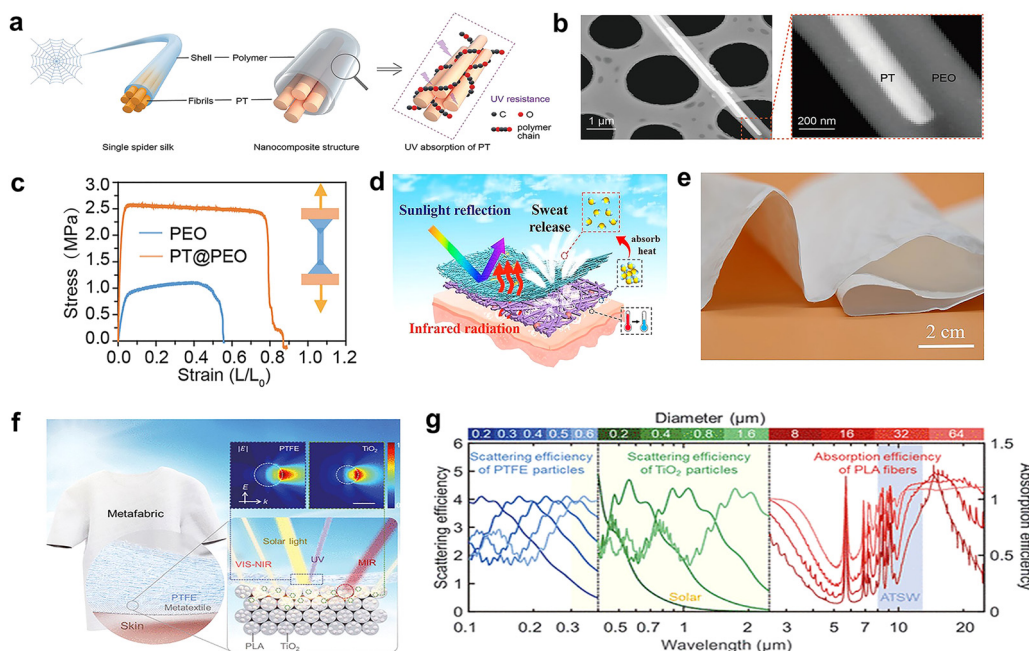 a
Shell
Polymer
Fibrils
PT
Single spider silk
Nanocomposite structure
UV resistance
C
O
polymer
chain
UV absorption of PT
b
1 μm
PT
PEO
200 nm
c
3.0
2.5
2.0
1.5
1.0
0.5
0.0
Stress (MPa)
PEO
PT@PEO
0
0.2
0.4
0.6
0.8
1.0
1.2
Strain (L/L0)
d
Sunlight reflection
Sweat
release
absorb
heat
Infrared radiation
e
2 cm
f
Metafabric
PTFE
Metatextile
Skin
|E|
PTFE
TiO2
E
k
1
Solar light
VIS-NIR
UV
MIR
PLA
TiO2
g
Diameter (μm)
0.2 0.3 0.4 0.5 0.6
0.2 0.4 0.8 1.6
8 16 32 64
6
5
4
3
2
1
0
Scattering efficiency
Scattering efficiency
of PTFE particles
Scattering efficiency
of TiO2 particles
Absorption efficiency
of PLA fibers
Solar
ATSW
1.5
1
0.5
0
Absorption efficiency
0.1 0.2 0.3 0.5 0.7 1 2 3 5 7 10 20
Wavelength (μm)